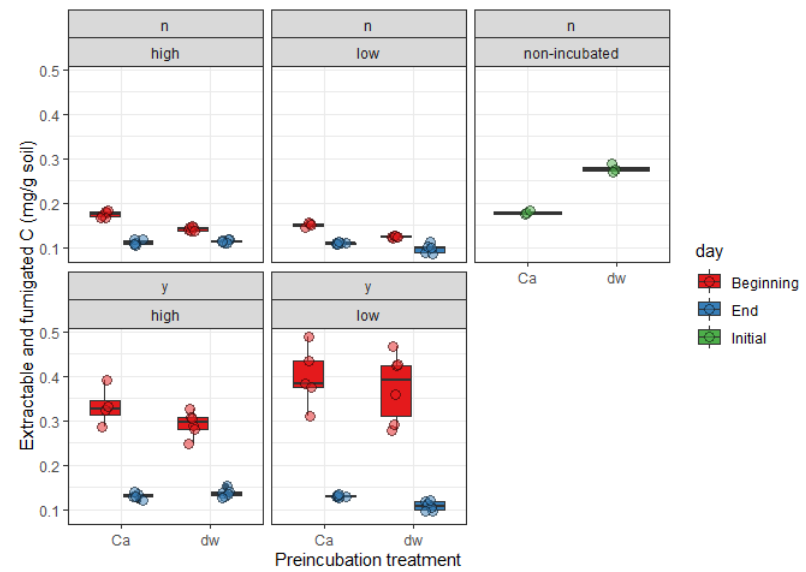 n
n
n
high
low
non-incubated
0.5
0.4
0.3
0.2
0.1
Ca
dw
y
y
high
low
0.5
0.4
0.3
0.2
0.1
Ca
dw
Ca
dw
Extractable and fumigated C (mg/g soil)
Preincubation treatment
day
Beginning
End
Initial